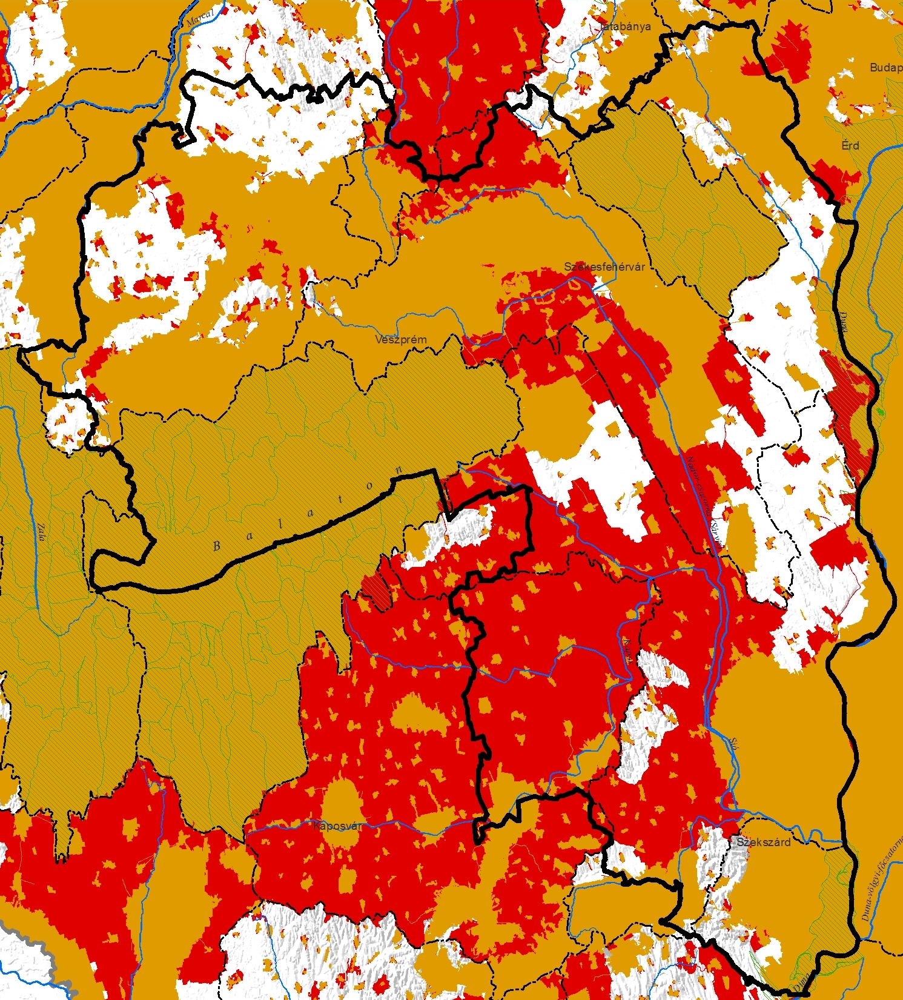 Marcal
Tatabánya
Budap
Érd
Székesfehérvár
Duna
Veszprém
B a l a t o n
Nádor-csatorna (Sárvíz)
Zala
Kapos
Sió
Kaposvár
Szekszárd
Duna-völgyi-főcsatorna
Duna